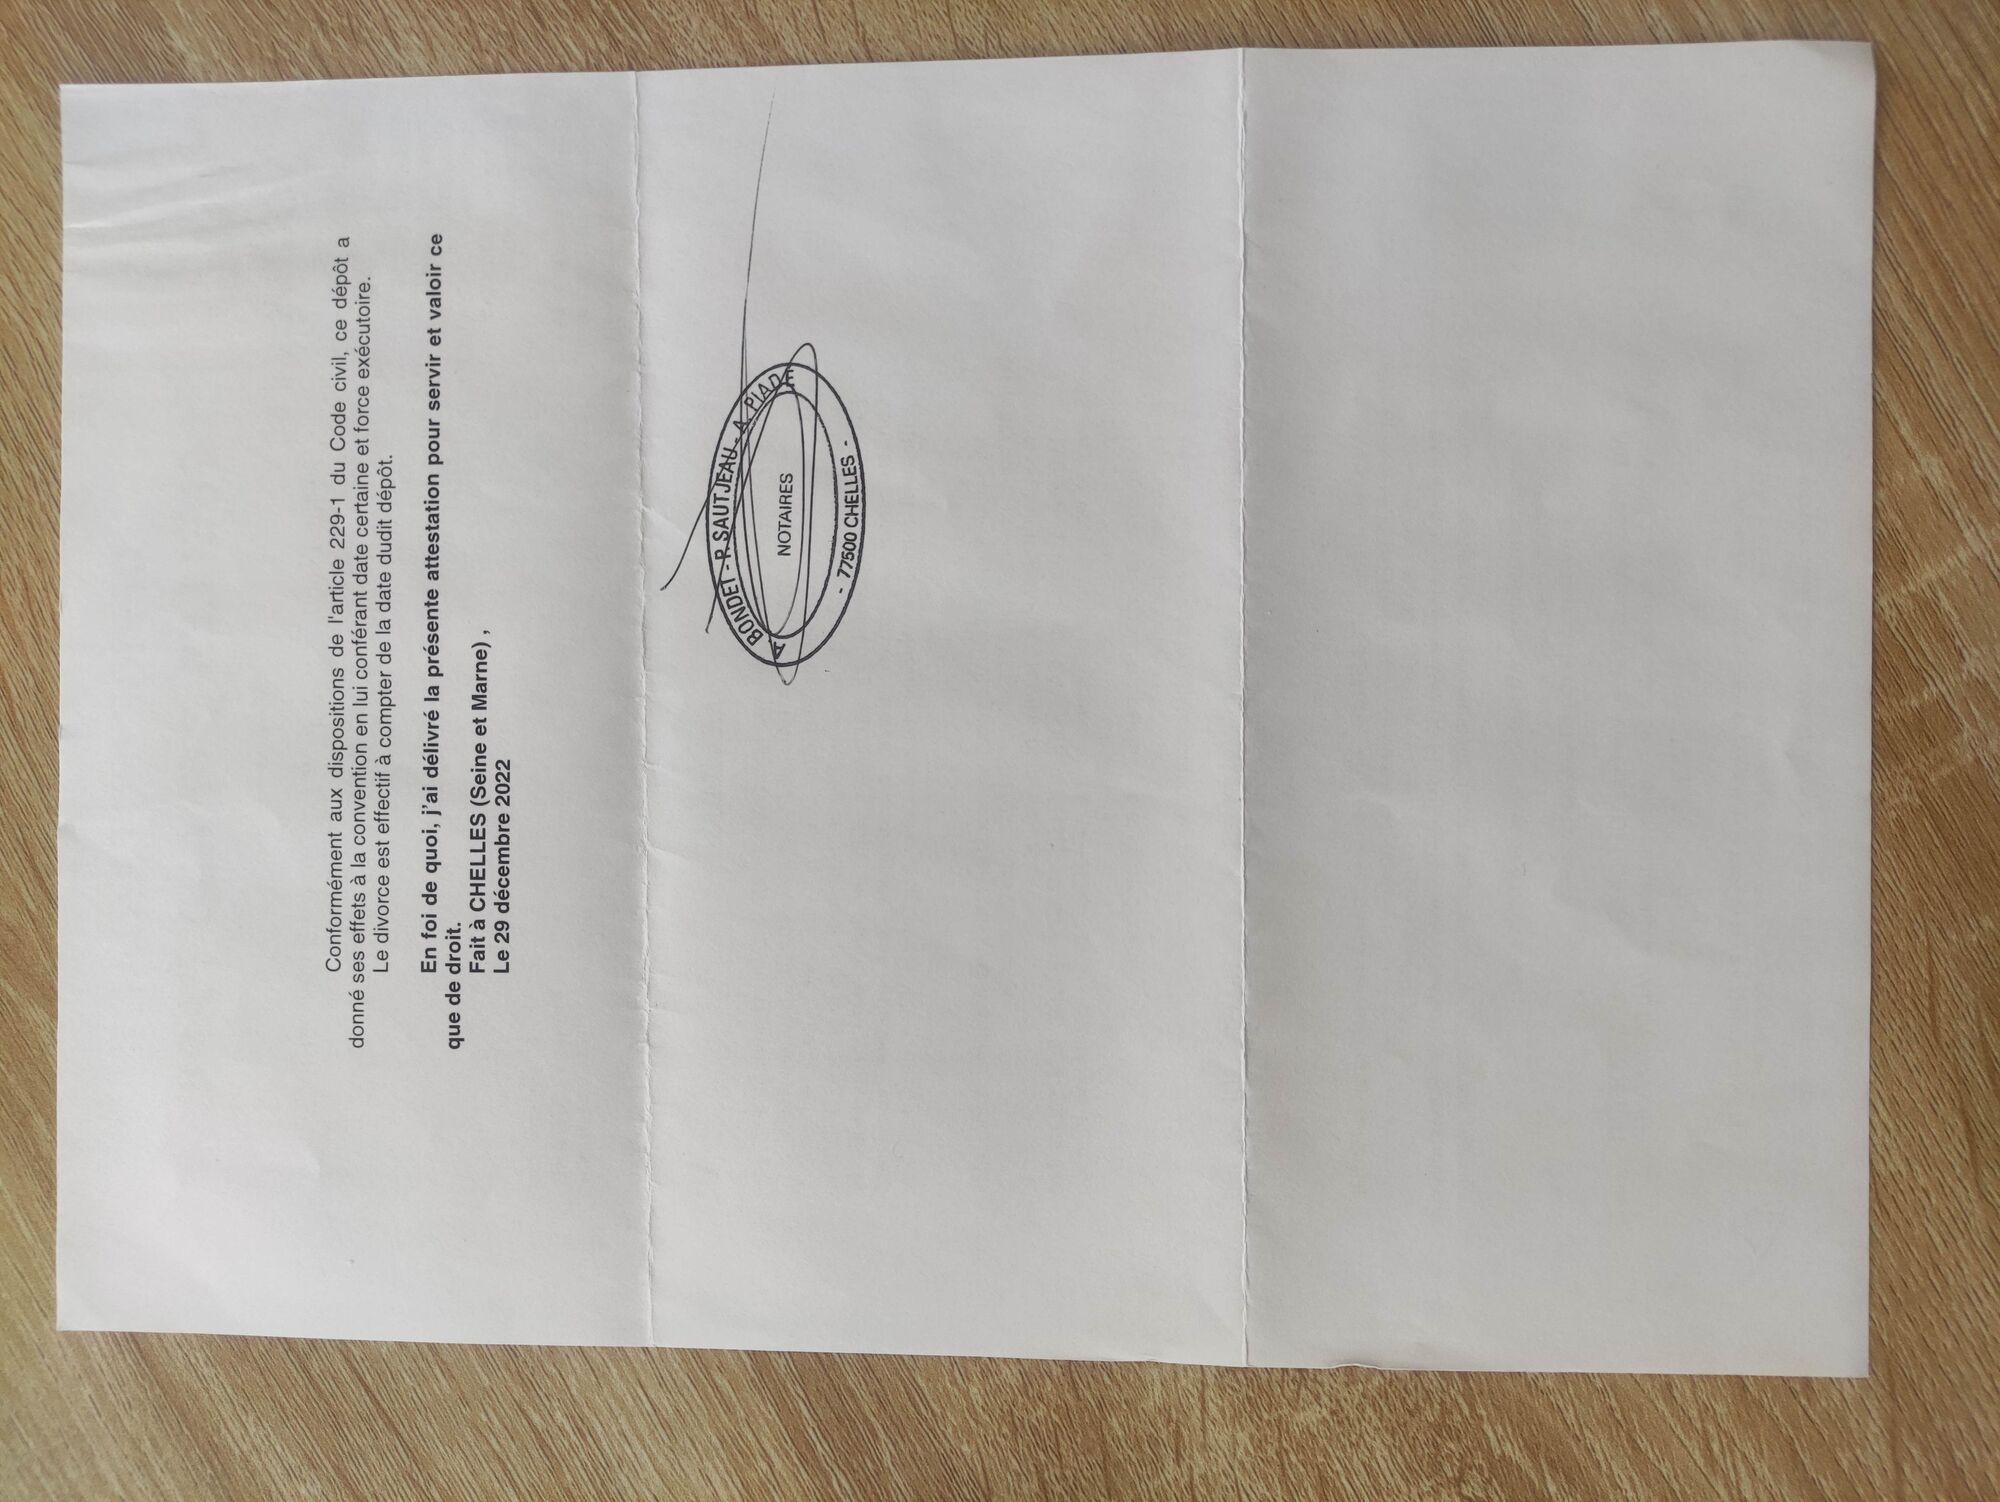 Conformément aux dispositions de l'article 229-1 du Code civil, ce dépôt a
donné ses effets à la convention en lui conférant date certaine et force exécutoire.
Le divorce est effectif à compter de la date dudit dépôt.
En foi de quoi, j'ai délivré la présente attestation pour servir et valoir ce
que de droit.
Fait à CHELLES (Seine et Marne) ,
Le 29 décembre 2022
A BONDET - P. SAUTJEAU - A. PIADÉ
NOTAIRES
- 77500 CHELLES -